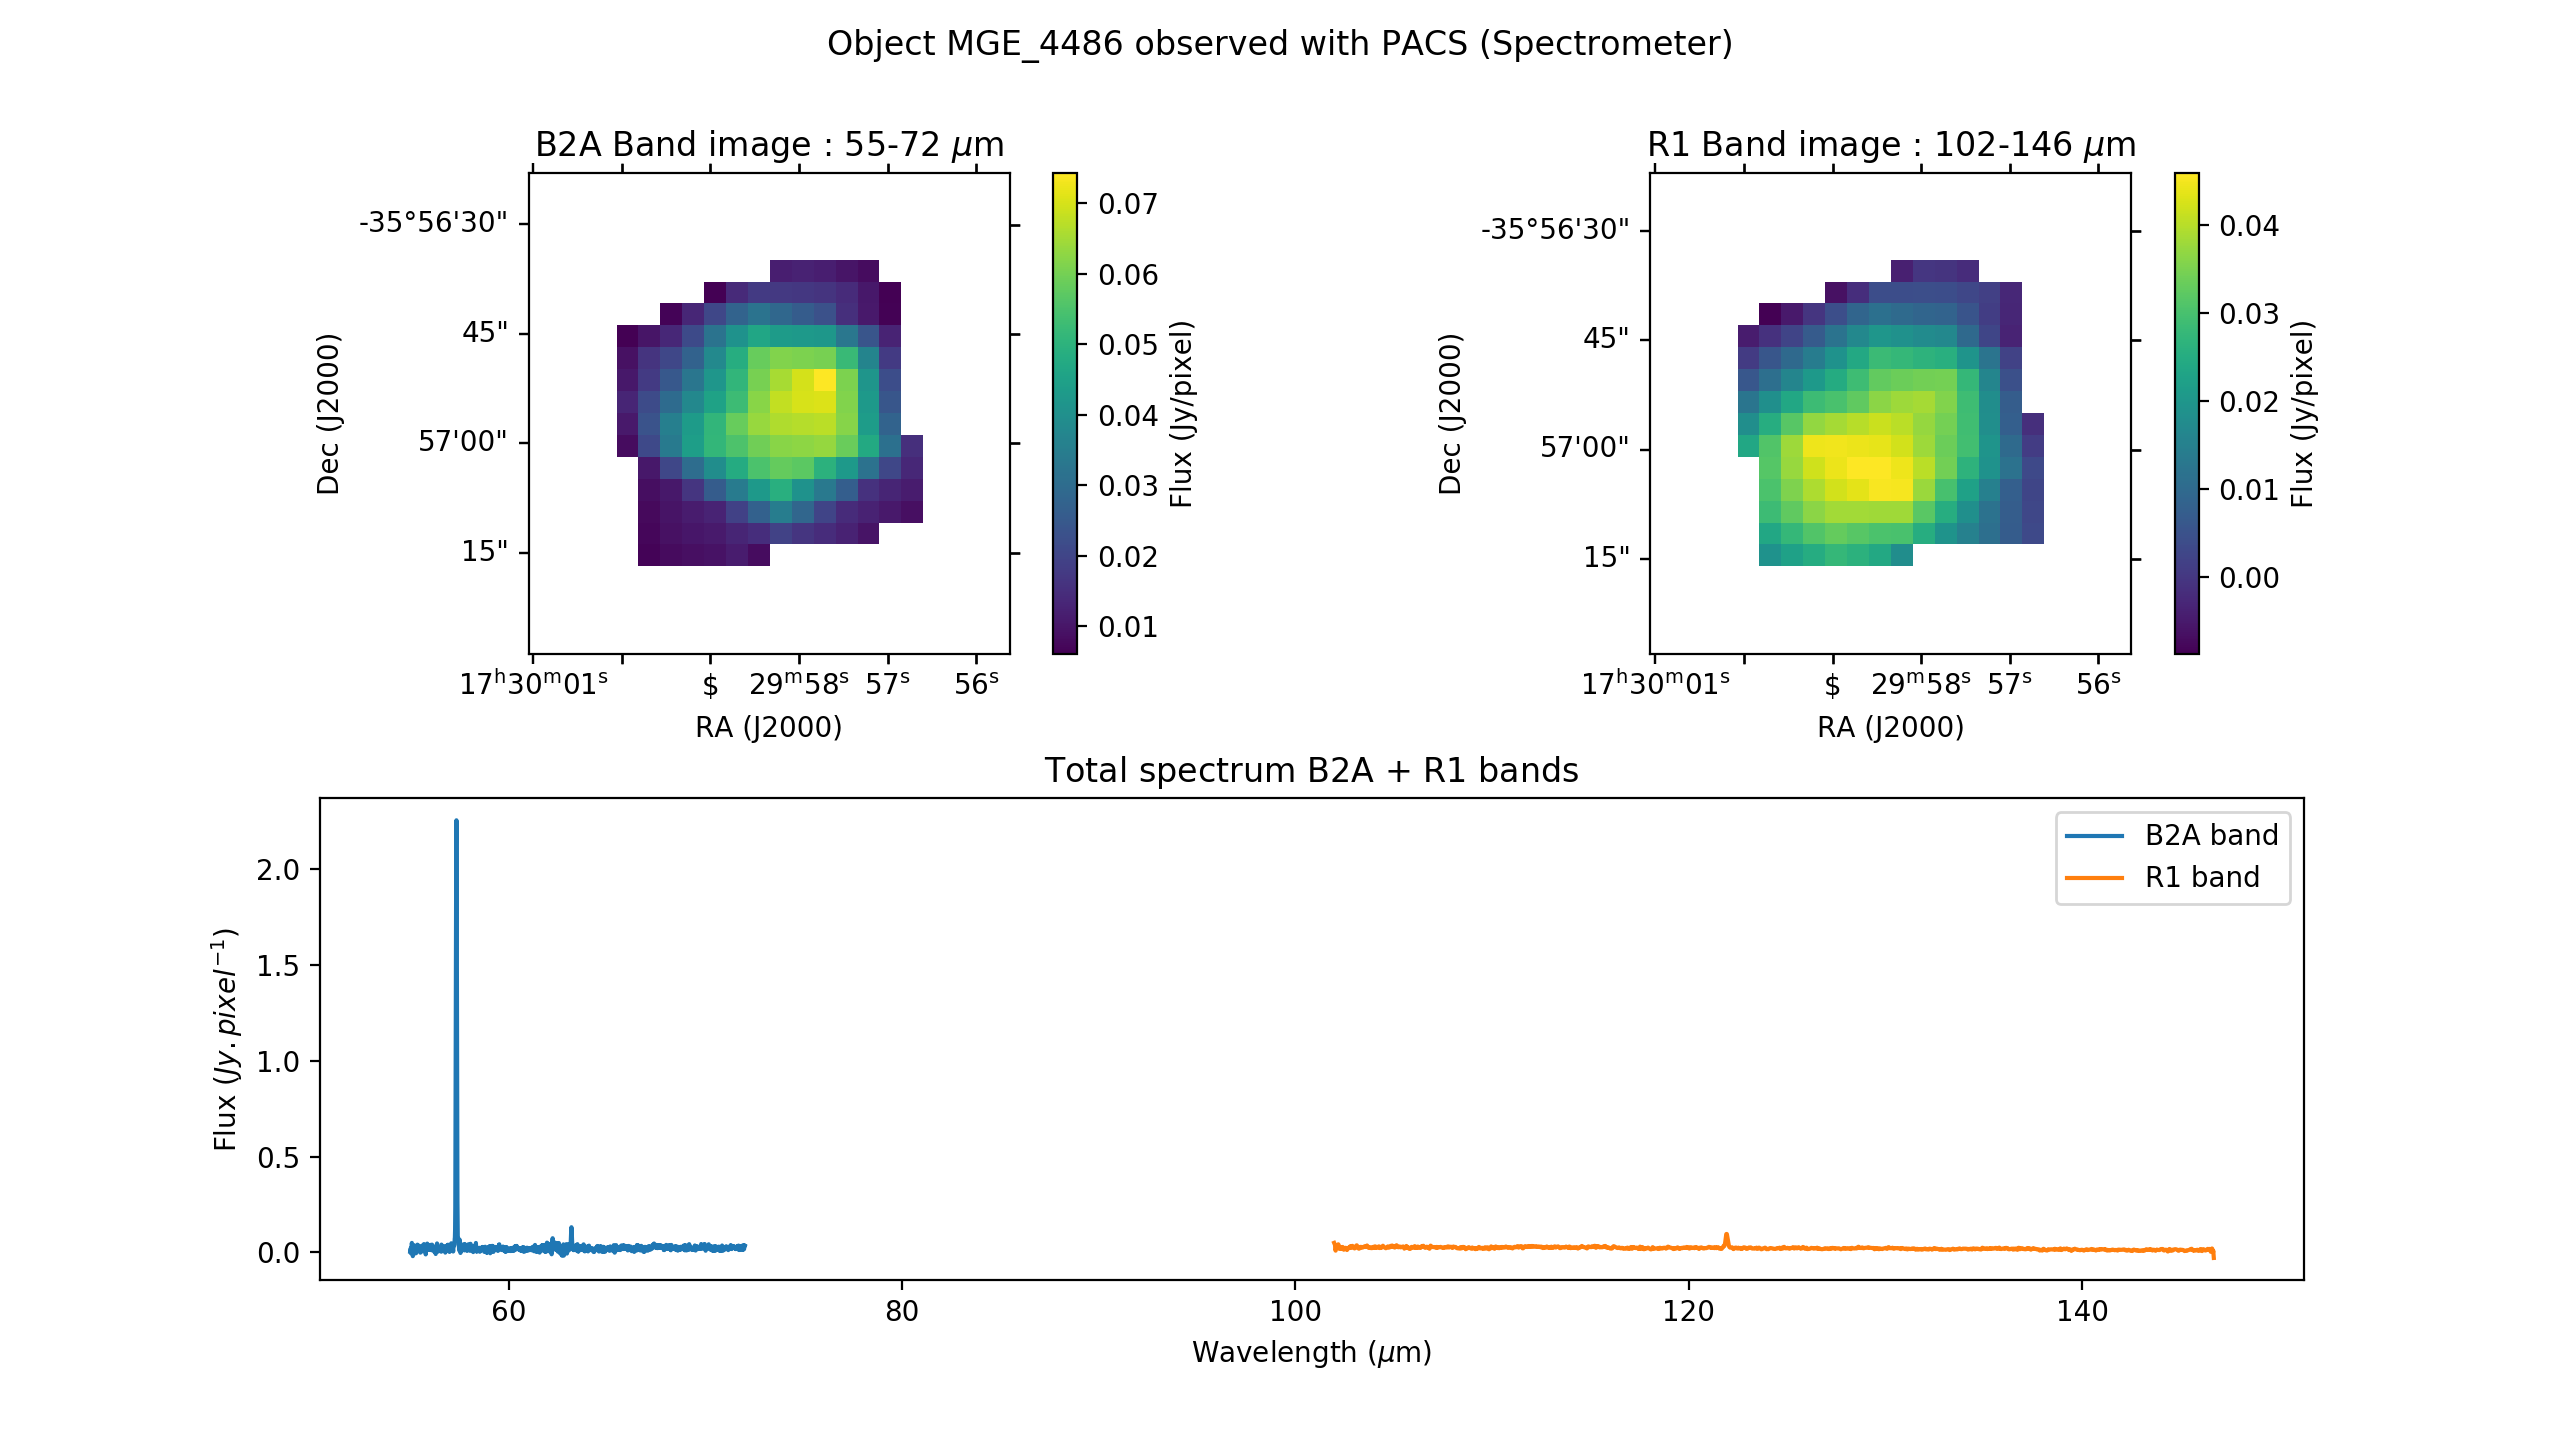 Object MGE_4486 observed with PACS (Spectrometer)
B2A Band image : 55-72 μm
-35°56'30"
45"
57'00"
15"
Dec (J2000)
17ʰ30ᵐ01ˢ $ 29ᵐ58ˢ 57ˢ 56ˢ
RA (J2000)
0.07
0.06
0.05
0.04
0.03
0.02
0.01
Flux (Jy/pixel)
R1 Band image : 102-146 μm
-35°56'30"
45"
57'00"
15"
Dec (J2000)
17ʰ30ᵐ01ˢ $ 29ᵐ58ˢ 57ˢ 56ˢ
RA (J2000)
0.04
0.03
0.02
0.01
0.00
Flux (Jy/pixel)
Total spectrum B2A + R1 bands
B2A band
R1 band
2.0
1.5
1.0
0.5
0.0
Flux (Jy.pixel⁻¹)
60 80 100 120 140
Wavelength (μm)